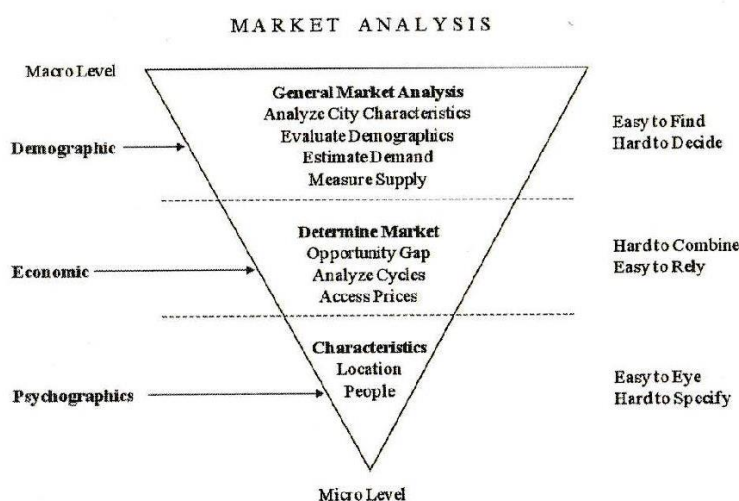 MARKET ANALYSIS
Macro Level
General Market Analysis
Analyze City Characteristics
Evaluate Demographics
Estimate Demand
Measure Supply
Demographic
Easy to Find
Hard to Decide
Determine Market
Opportunity Gap
Analyze Cycles
Access Prices
Economic
Hard to Combine
Easy to Rely
Characteristics
Location
People
Psychographics
Easy to Eye
Hard to Specify
Micro Level